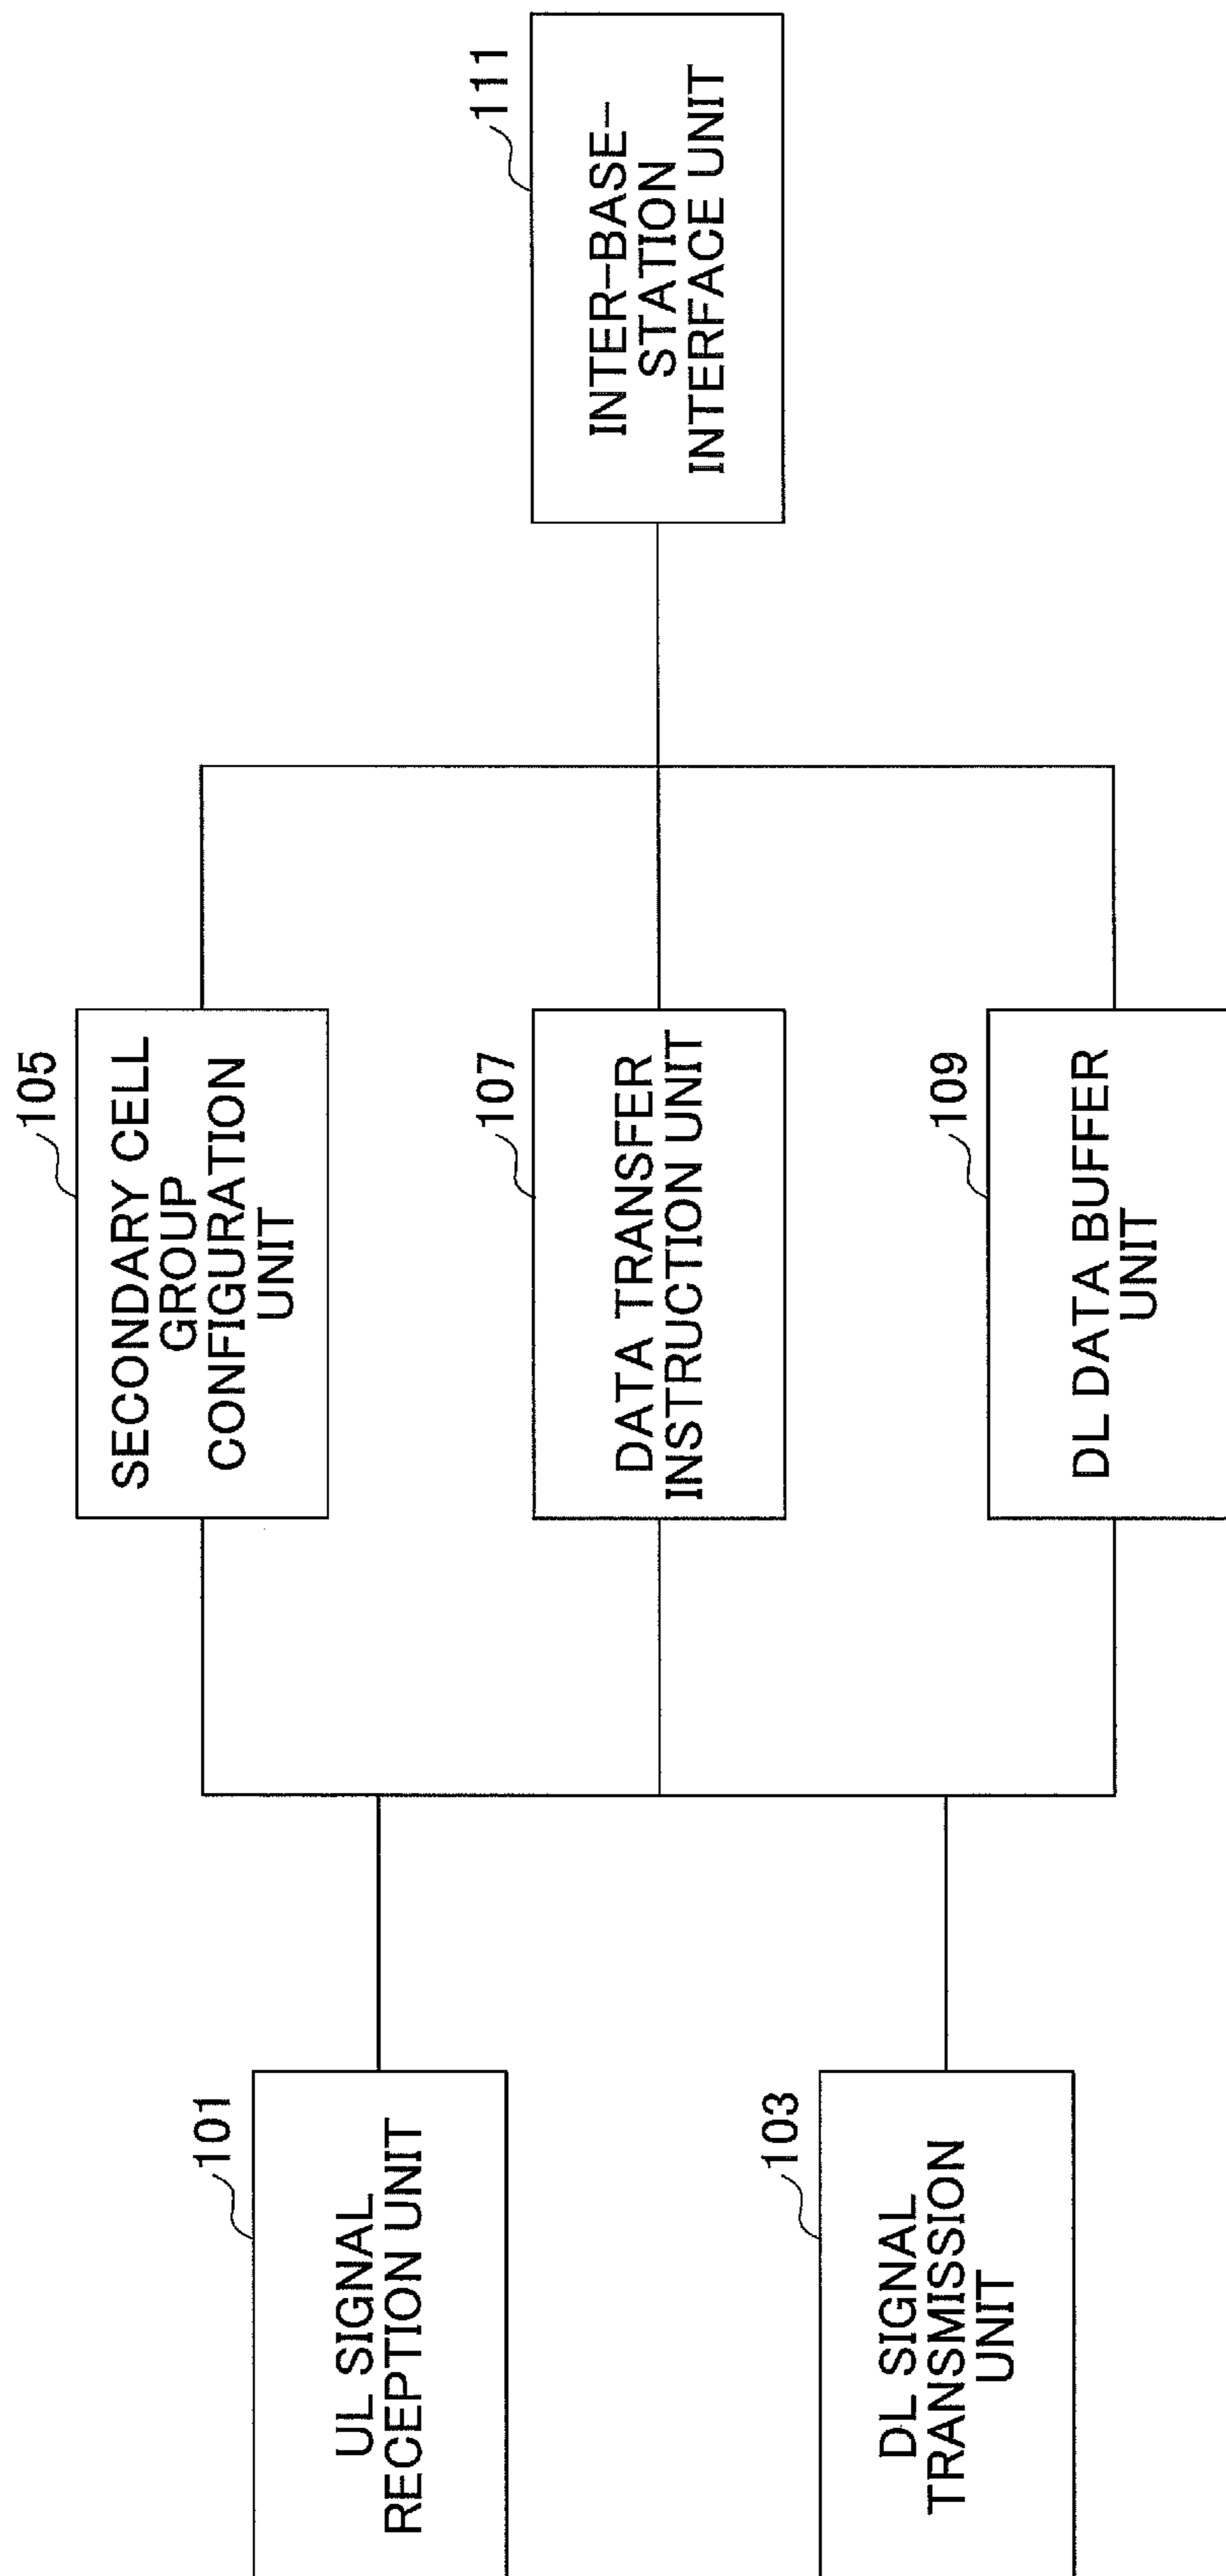 101
UL SIGNAL
RECEPTION UNIT
103
DL SIGNAL
TRANSMISSION
UNIT
105
SECONDARY CELL
GROUP
CONFIGURATION
UNIT
107
DATA TRANSFER
INSTRUCTION UNIT
109
DL DATA BUFFER
UNIT
111
INTER-BASE-
STATION
INTERFACE UNIT